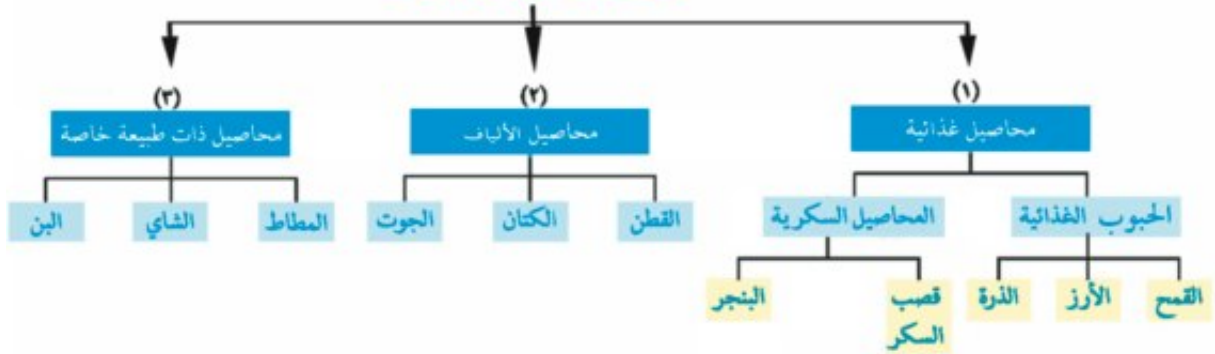 (١)
(٢)
(٣)
محاصيل غذائية
محاصيل الألياف
محاصيل ذات طبيعة خاصة
الحبوب الغذائية
المحاصيل السكرية
القطن
الكتان
الجوت
المطاط
الشاي
البن
القمح
الأرز
الذرة
قصب
السكر
البنجر